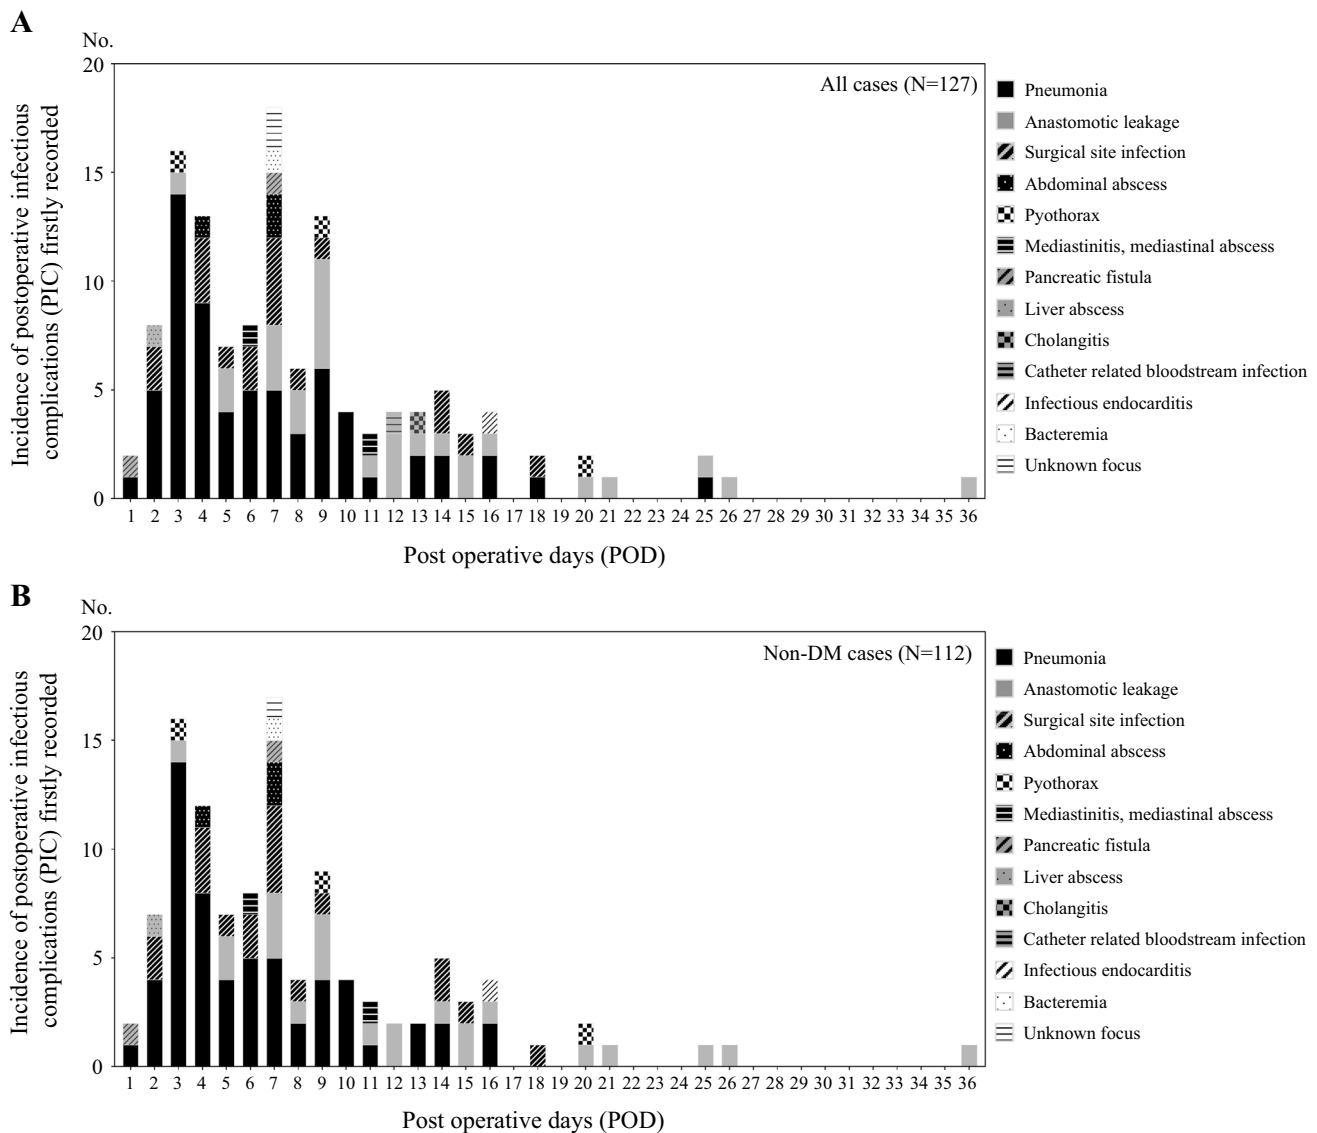 A
No.
Incidence of postoperative infectious
complications (PIC) firstly recorded
20
15
10
5
0
All cases (N=127)
1 2 3 4 5 6 7 8 9 10 11 12 13 14 15 16 17 18 19 20 21 22 23 24 25 26 27 28 29 30 31 32 33 34 35 36
Post operative days (POD)
Pneumonia
Anastomotic leakage
Surgical site infection
Abdominal abscess
Pyothorax
Mediastinitis, mediastinal abscess
Pancreatic fistula
Liver abscess
Cholangitis
Catheter related bloodstream infection
Infectious endocarditis
Bacteremia
Unknown focus
B
No.
Incidence of postoperative infectious
complications (PIC) firstly recorded
20
15
10
5
0
Non-DM cases (N=112)
1 2 3 4 5 6 7 8 9 10 11 12 13 14 15 16 17 18 19 20 21 22 23 24 25 26 27 28 29 30 31 32 33 34 35 36
Post operative days (POD)
Pneumonia
Anastomotic leakage
Surgical site infection
Abdominal abscess
Pyothorax
Mediastinitis, mediastinal abscess
Pancreatic fistula
Liver abscess
Cholangitis
Catheter related bloodstream infection
Infectious endocarditis
Bacteremia
Unknown focus